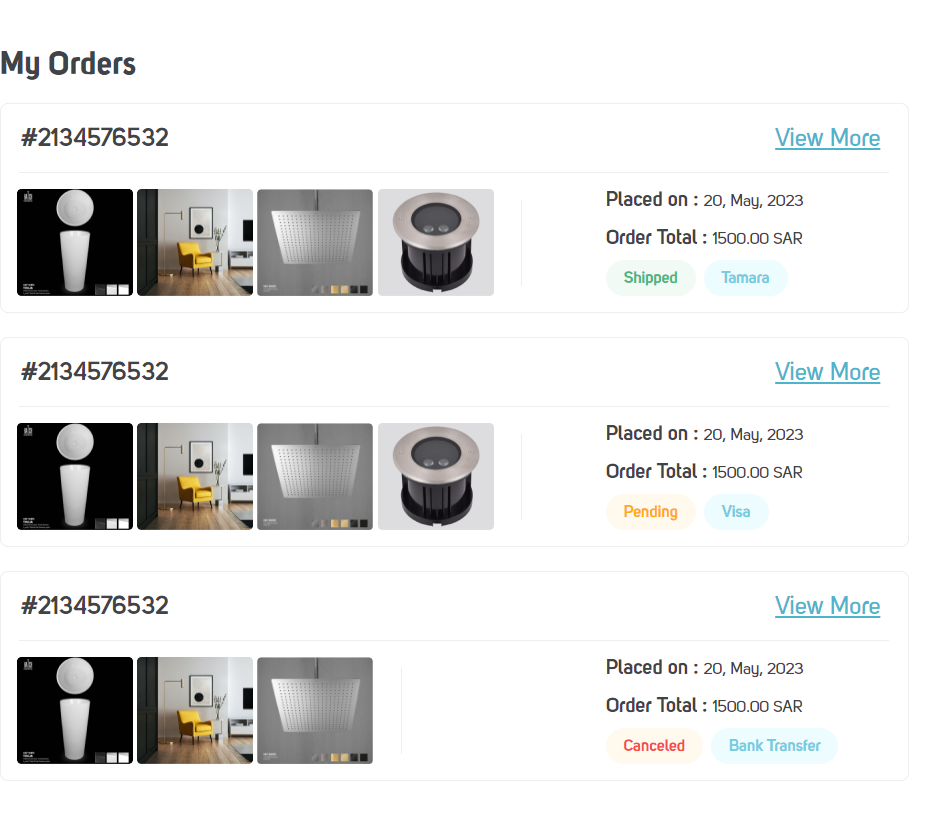 My Orders
#2134576532
View More
Placed on : 20, May, 2023
Order Total : 1500.00 SAR
Shipped
Tamara
#2134576532
View More
Placed on : 20, May, 2023
Order Total : 1500.00 SAR
Pending
Visa
#2134576532
View More
Placed on : 20, May, 2023
Order Total : 1500.00 SAR
Canceled
Bank Transfer